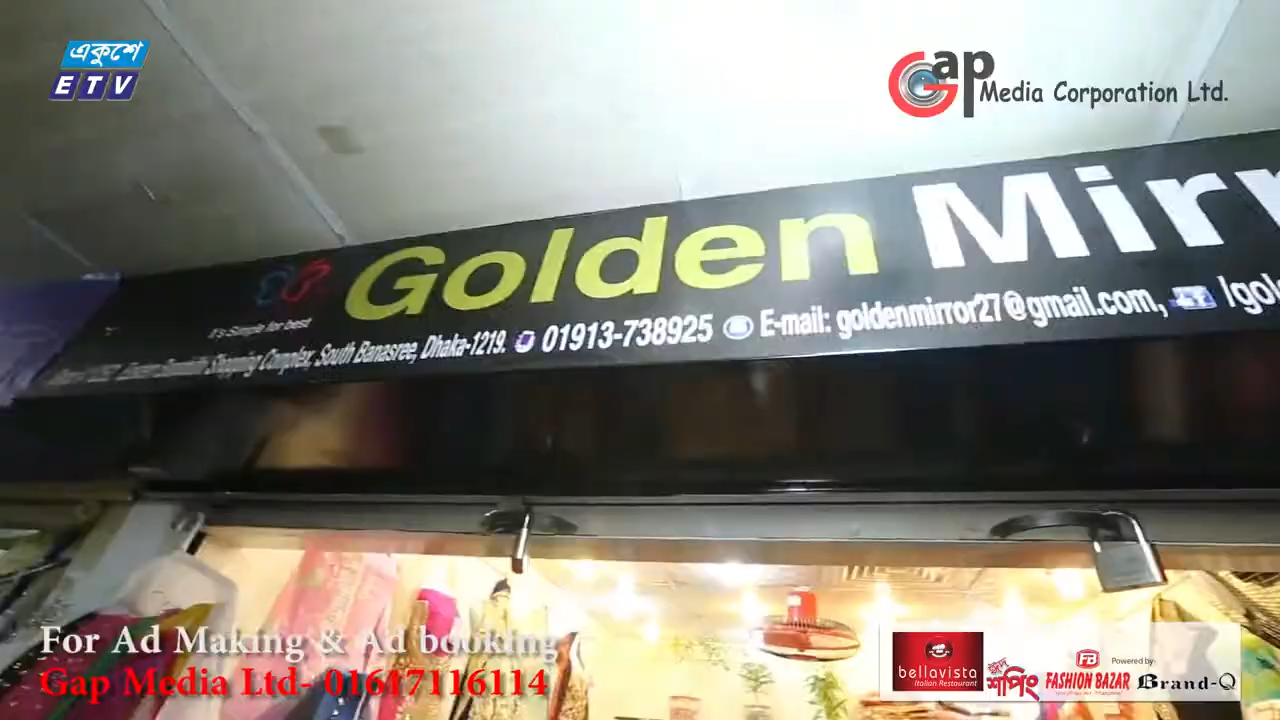 একুশে
ETV
Gap
Media Corporation Ltd.
Golden Mirr
It's Simple for best
Shopping Complex, South Banasree, Dhaka-1219. 01913-738925 E-mail: goldenmirror27@gmail.com, /gol
For Ad Making & Ad booking
Gap Media Ltd- 01617116114
bellavista
Italian Restaurant
শপিং
FB
FASHION BAZAR
Powered by:
Brand-Q